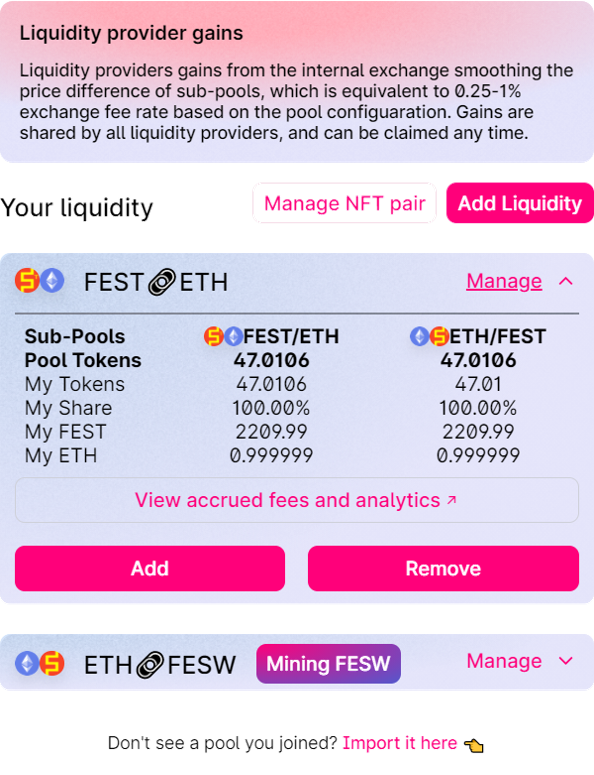 Liquidity provider gains
Liquidity providers gains from the internal exchange smoothing the
price difference of sub-pools, which is equivalent to 0.25-1%
exchange fee rate based on the pool configuaration. Gains are
shared by all liquidity providers, and can be claimed any time.
Your liquidity Manage NFT pair Add Liquidity
FEST ETH Manage
Sub-Pools FEST/ETH ETH/FEST
Pool Tokens 47.0106 47.0106
My Tokens 47.0106 47.01
My Share 100.00% 100.00%
My FEST 2209.99 2209.99
My ETH 0.999999 0.999999
View accrued fees and analytics ↗
Add Remove
ETH FESW Mining FESW Manage
Don't see a pool you joined? Import it here 👈